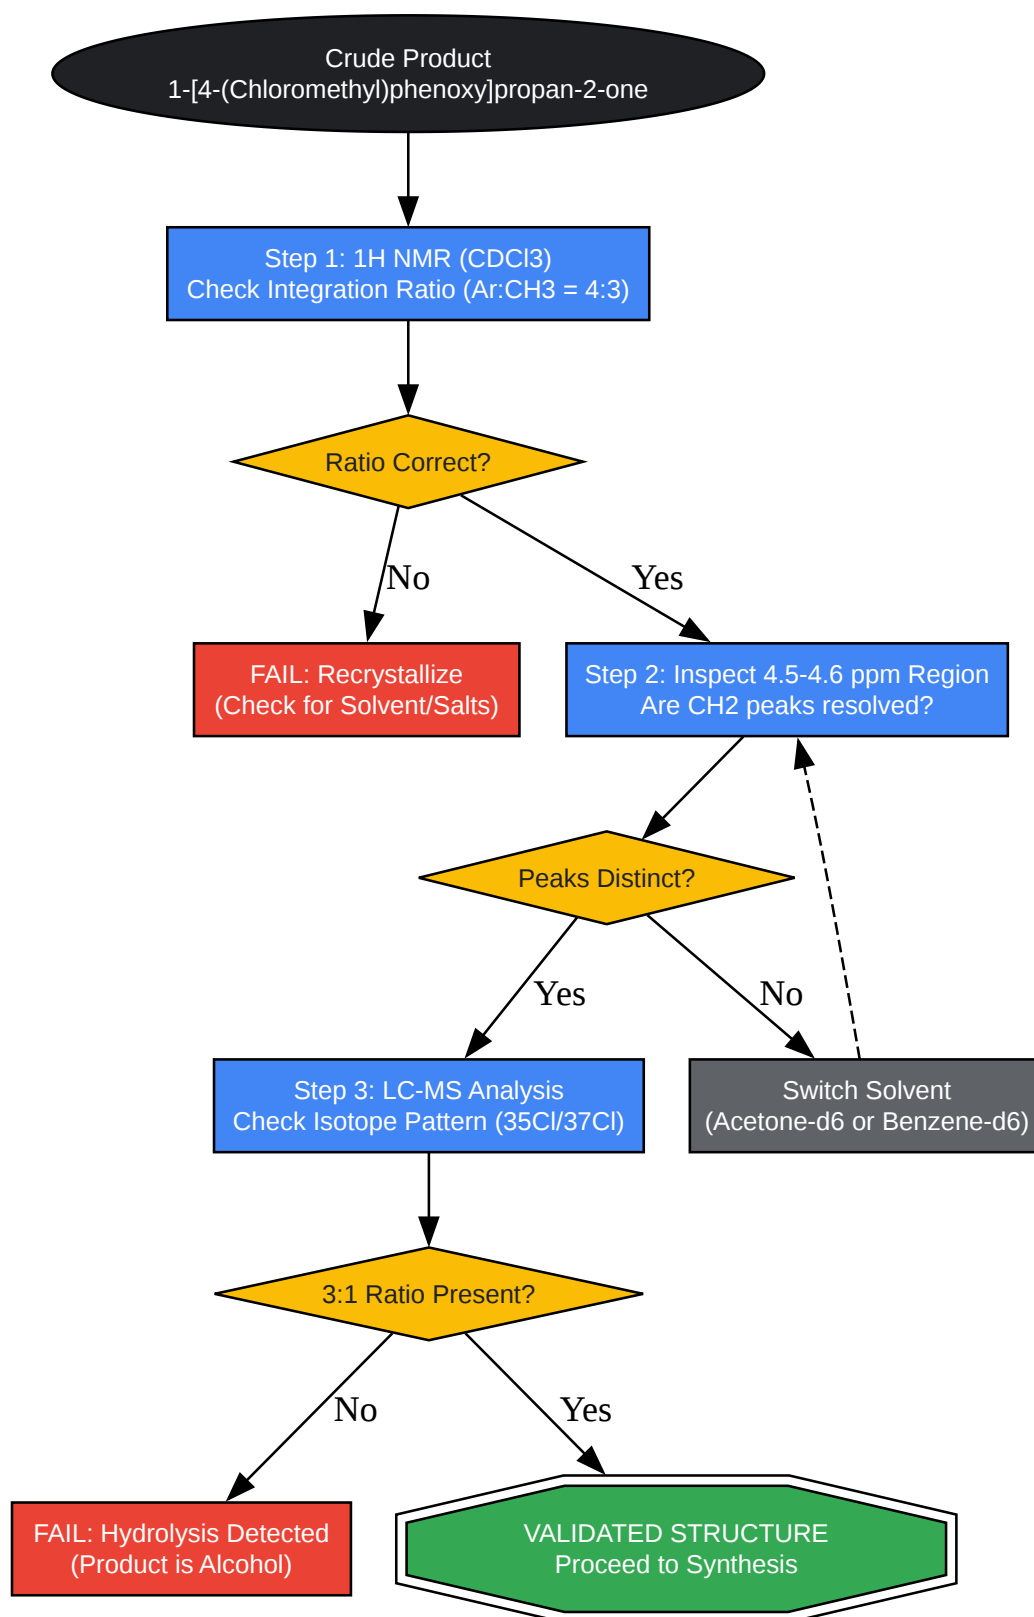 Crude Product
1-[4-(Chloromethyl)phenoxy]propan-2-one
Step 1: 1H NMR (CDCl3)
Check Integration Ratio (Ar:CH3 = 4:3)
Ratio Correct?
No
Yes
FAIL: Recrystallize
(Check for Solvent/Salts)
Step 2: Inspect 4.5-4.6 ppm Region
Are CH2 peaks resolved?
Peaks Distinct?
Yes
No
Step 3: LC-MS Analysis
Check Isotope Pattern (35Cl/37Cl)
Switch Solvent
(Acetone-d6 or Benzene-d6)
3:1 Ratio Present?
No
Yes
FAIL: Hydrolysis Detected
(Product is Alcohol)
VALIDATED STRUCTURE
Proceed to Synthesis